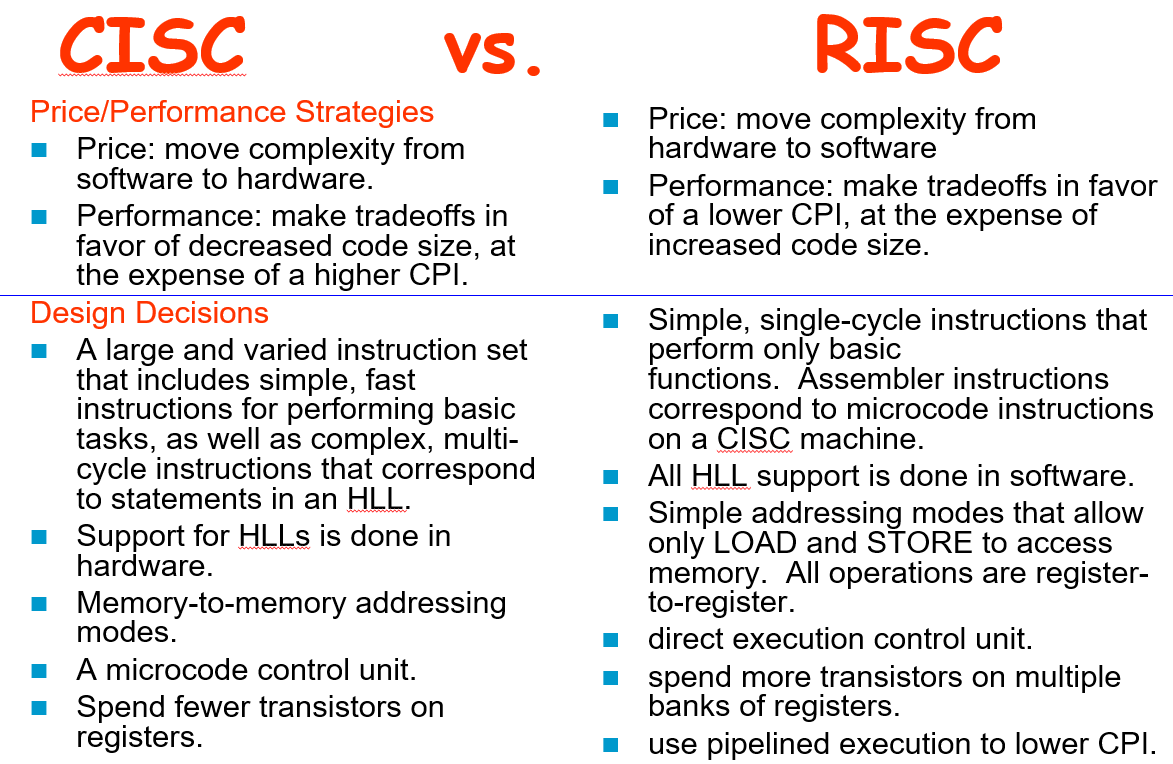 CISC vs. RISC
Price/Performance Strategies
Price: move complexity from
software to hardware.
Performance: make tradeoffs in
favor of decreased code size, at
the expense of a higher CPI.
Price: move complexity from
hardware to software
Performance: make tradeoffs in favor
of a lower CPI, at the expense of
increased code size.
Design Decisions
A large and varied instruction set
that includes simple, fast
instructions for performing basic
tasks, as well as complex, multi-
cycle instructions that correspond
to statements in an HLL.
Support for HLLs is done in
hardware.
Memory-to-memory addressing
modes.
A microcode control unit.
Spend fewer transistors on
registers.
Simple, single-cycle instructions that
perform only basic
functions.  Assembler instructions
correspond to microcode instructions
on a CISC machine.
All HLL support is done in software.
Simple addressing modes that allow
only LOAD and STORE to access
memory.  All operations are register-
to-register.
direct execution control unit.
spend more transistors on multiple
banks of registers.
use pipelined execution to lower CPI.